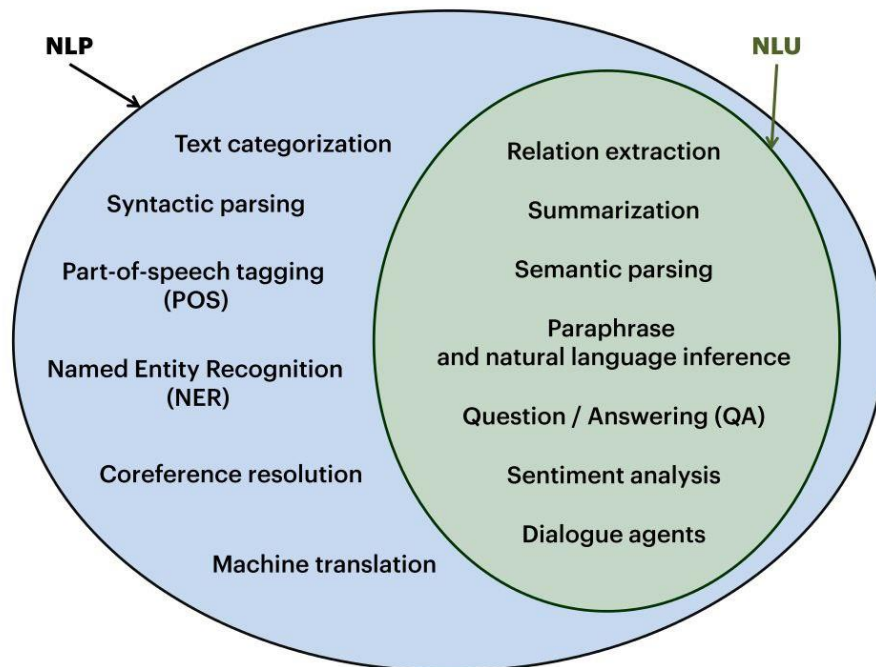 NLP
NLU
Text categorization
Syntactic parsing
Part-of-speech tagging
(POS)
Named Entity Recognition
(NER)
Coreference resolution
Machine translation
Relation extraction
Summarization
Semantic parsing
Paraphrase
and natural language inference
Question / Answering (QA)
Sentiment analysis
Dialogue agents